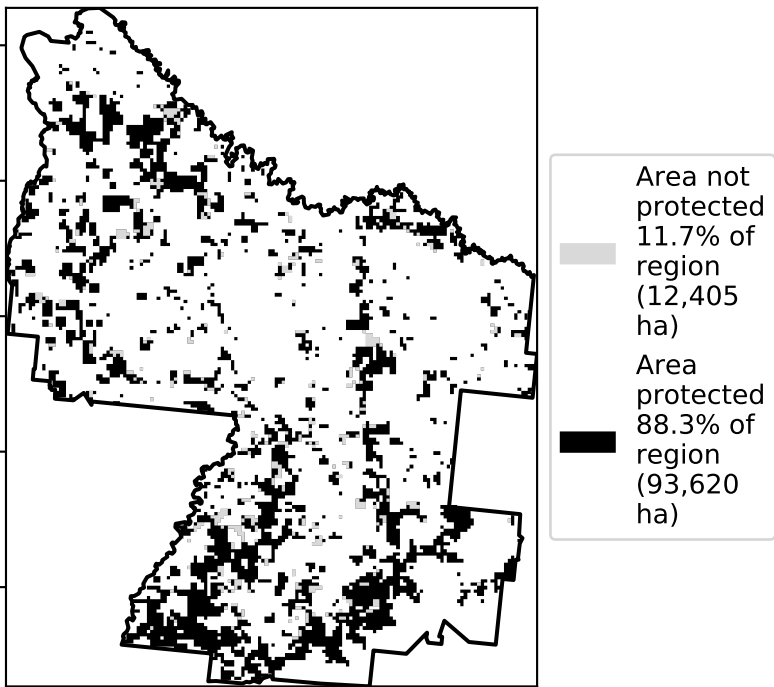 Area not
protected
11.7% of
region
(12,405
ha)
Area
protected
88.3% of
region
(93,620
ha)